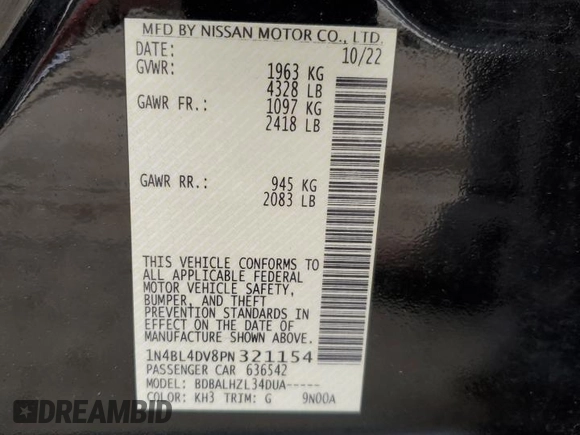 MFD BY NISSAN MOTOR CO., LTD.
DATE: 10/22
GVWR: 1963 KG
4328 LB
GAWR FR.: 1097 KG
2418 LB
GAWR RR.: 945 KG
2083 LB
THIS VEHICLE CONFORMS TO
ALL APPLICABLE FEDERAL
MOTOR VEHICLE SAFETY,
BUMPER, AND THEFT
PREVENTION STANDARDS IN
EFFECT ON THE DATE OF
MANUFACTURE SHOWN ABOVE.
1N4BL4DV8PN321154
PASSENGER CAR 636542
MODEL: BDBALHZL34DUA-----
COLOR: KH3 TRIM: G 9N00A
DREAMBID
DREAMBID.COM